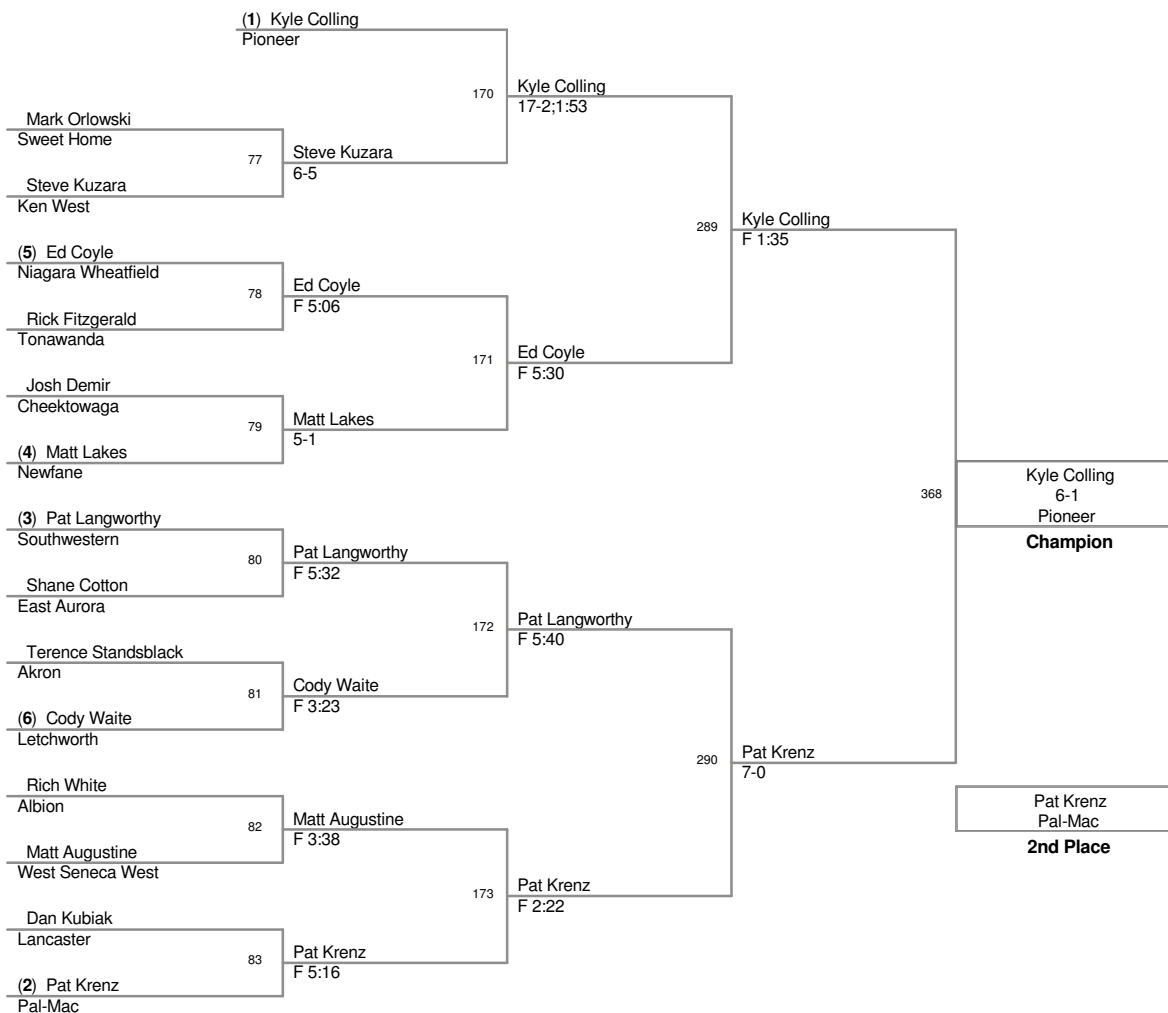 (1) Kyle Colling
Pioneer
170
Kyle Colling
17-2;1:53
Mark Orlowski
Sweet Home
77
Steve Kuzara
6-5
Steve Kuzara
Ken West
289
Kyle Colling
F 1:35
(5) Ed Coyle
Niagara Wheatfield
78
Ed Coyle
F 5:06
Rick Fitzgerald
Tonawanda
171
Ed Coyle
F 5:30
Josh Demir
Cheektowaga
79
Matt Lakes
5-1
(4) Matt Lakes
Newfane
368
Kyle Colling
6-1
Pioneer
Champion
(3) Pat Langworthy
Southwestern
80
Pat Langworthy
F 5:32
Shane Cotton
East Aurora
172
Pat Langworthy
F 5:40
Terence Standsblack
Akron
81
Cody Waite
F 3:23
(6) Cody Waite
Letchworth
290
Pat Krenz
7-0
Rich White
Albion
82
Matt Augustine
F 3:38
Matt Augustine
West Seneca West
Pat Krenz
Pal-Mac
2nd Place
173
Pat Krenz
F 2:22
Dan Kubiak
Lancaster
83
Pat Krenz
F 5:16
(2) Pat Krenz
Pal-Mac